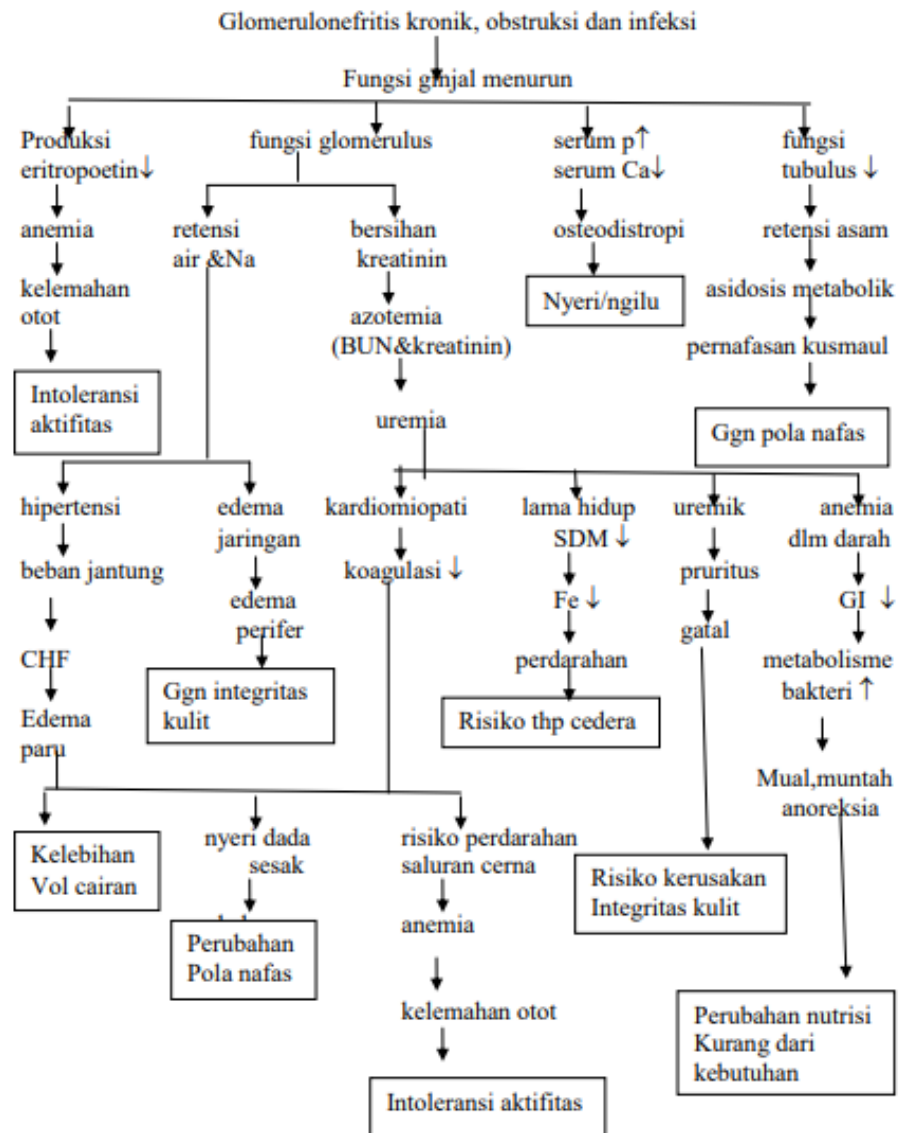 Glomerulonefritis kronik, obstruksi dan infeksi
Fungsi ginjal menurun
Produksi
eritropoetin↓
fungsi glomerulus
serum p↑
serum Ca↓
fungsi
tubulus ↓
anemia
retensi
air &Na
bersihan
kreatinin
osteodistropi
retensi asam
kelemahan
otot
azotemia
(BUN&kreatinin)
Nyeri/ngilu
asidosis metabolik
pernafasan kusmaul
Intoleransi
aktifitas
uremia
Ggn pola nafas
hipertensi
edema
jaringan
kardiomiopati
lama hidup
SDM ↓
uremik
anemia
dlm darah
beban jantung
edema
perifer
koagulasi ↓
Fe ↓
pruritus
GI ↓
gatal
CHF
perdarahan
metabolisme
bakteri ↑
Ggn integritas
kulit
Risiko thp cedera
Edema
paru
Mual,muntah
anoreksia
Kelebihan
Vol cairan
nyeri dada
sesak
risiko perdarahan
saluran cerna
Risiko kerusakan
Integritas kulit
Perubahan
Pola nafas
anemia
kelemahan otot
Perubahan nutrisi
Kurang dari
kebutuhan
Intoleransi aktifitas